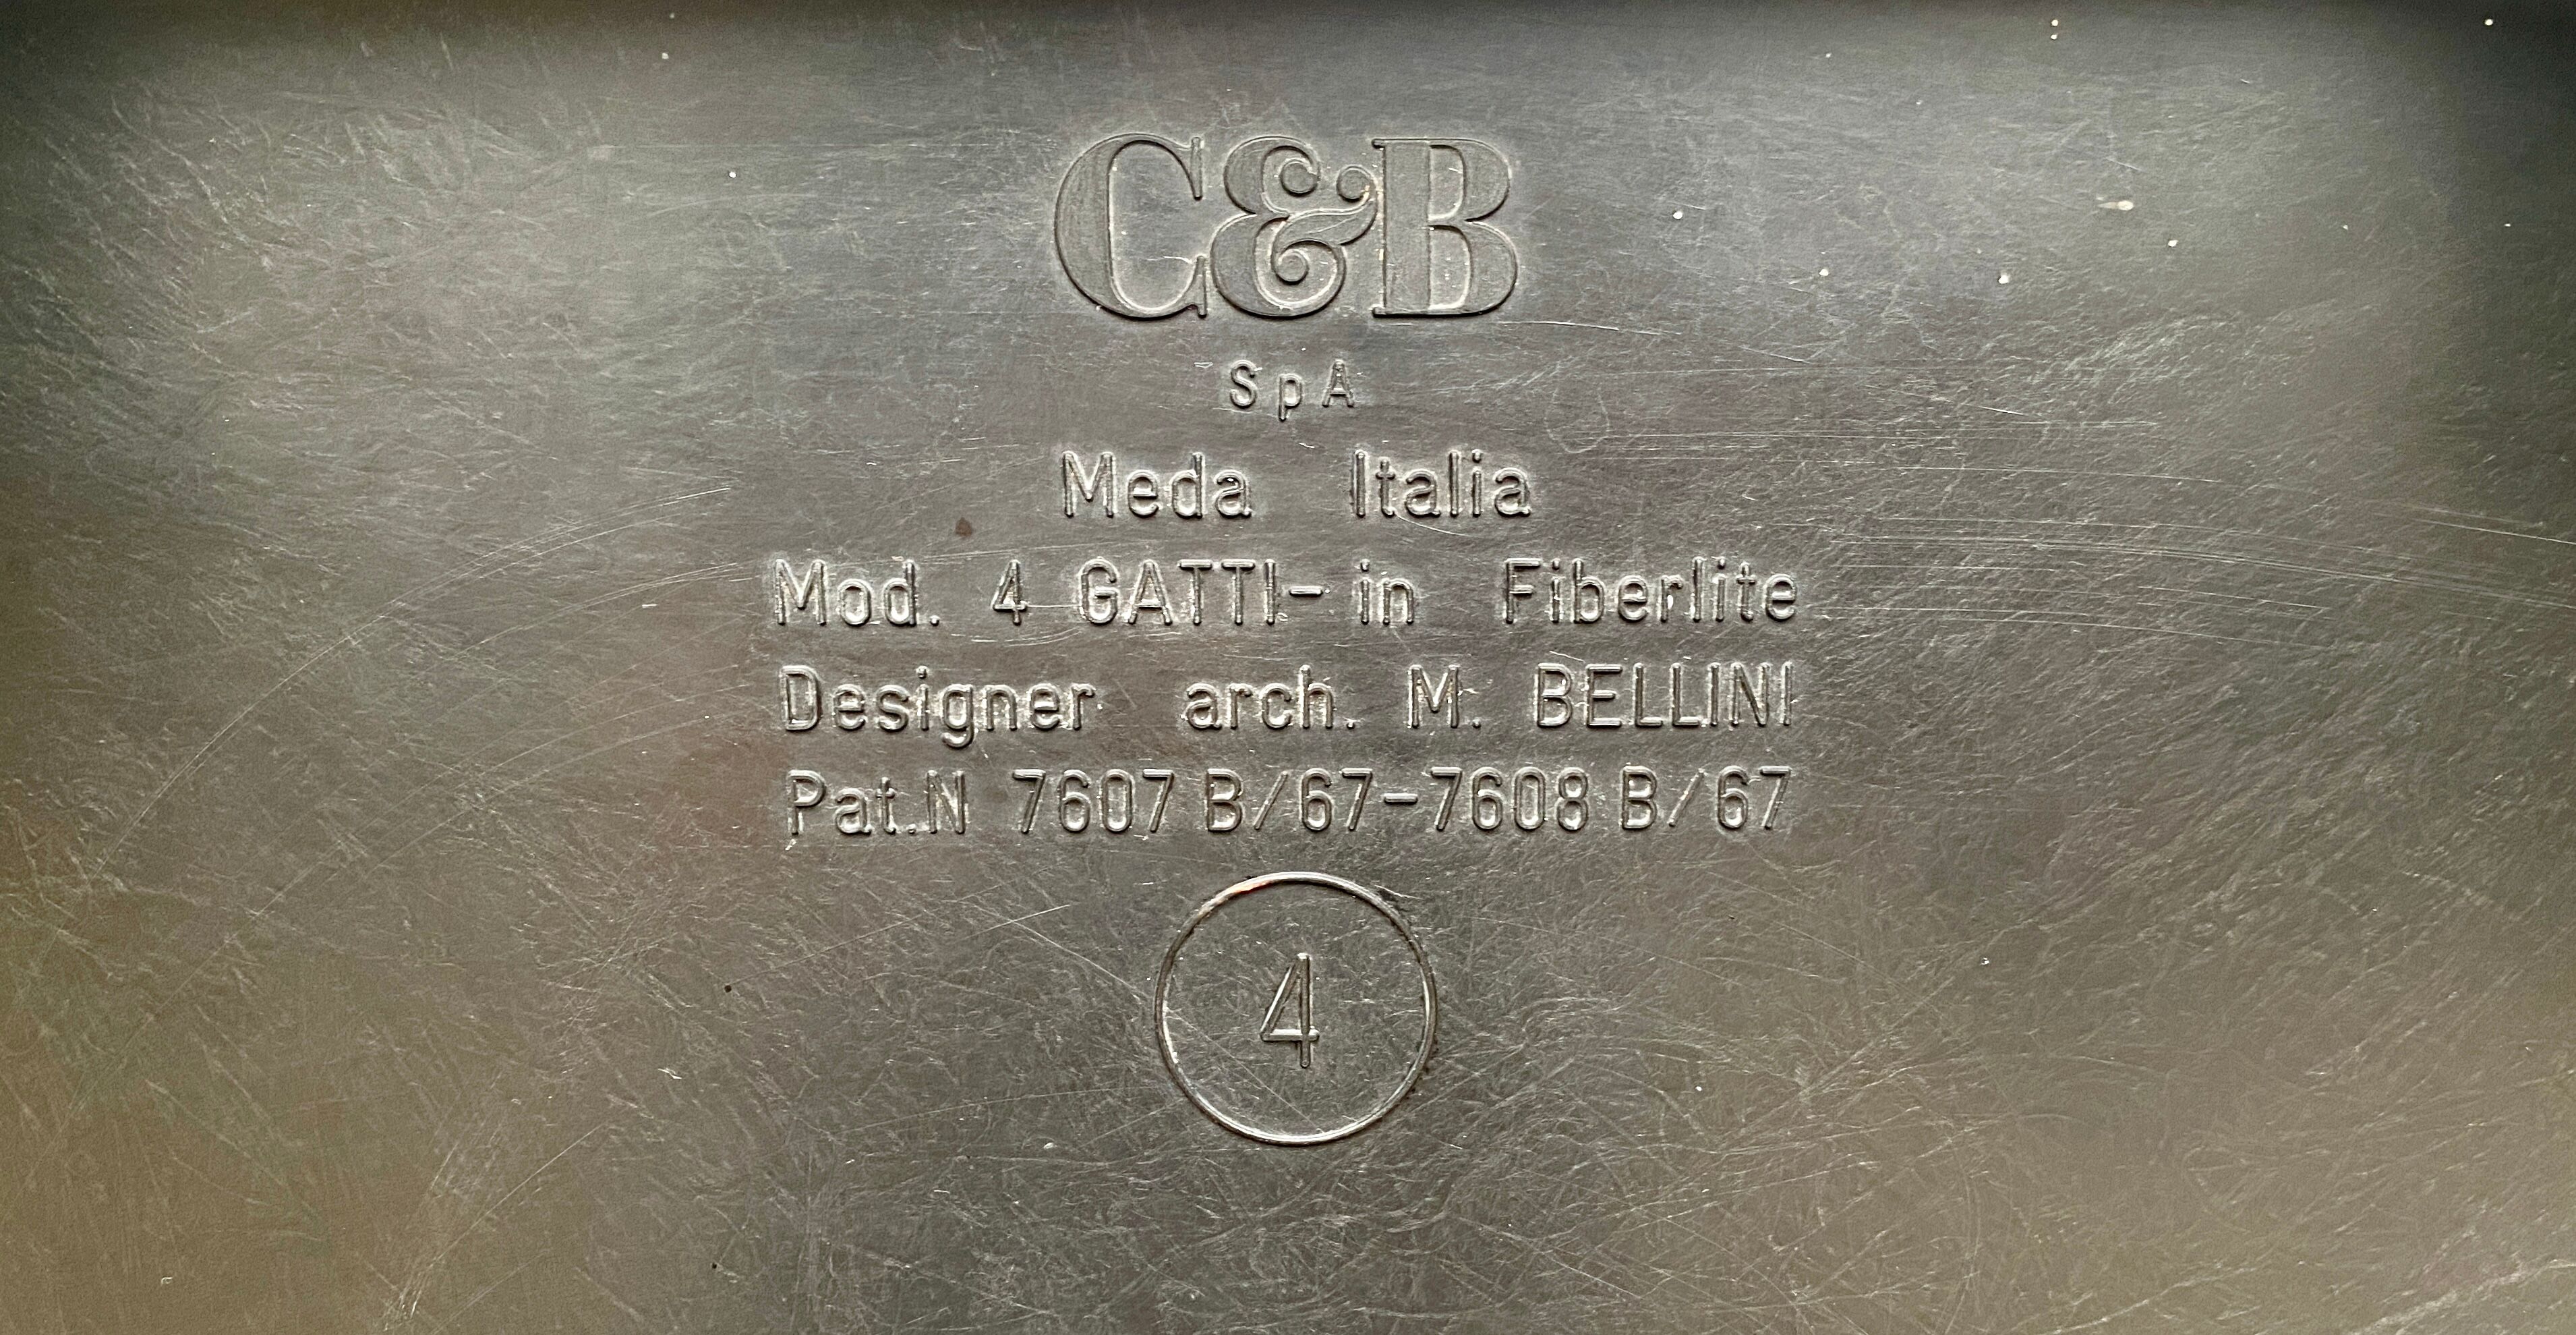 C&B
SpA
Meda Italia
Mod. 4 GATTI - in Fiberlite
Designer arch. M. BELLINI
Pat.N 7607 B/67-7608 B/67
4